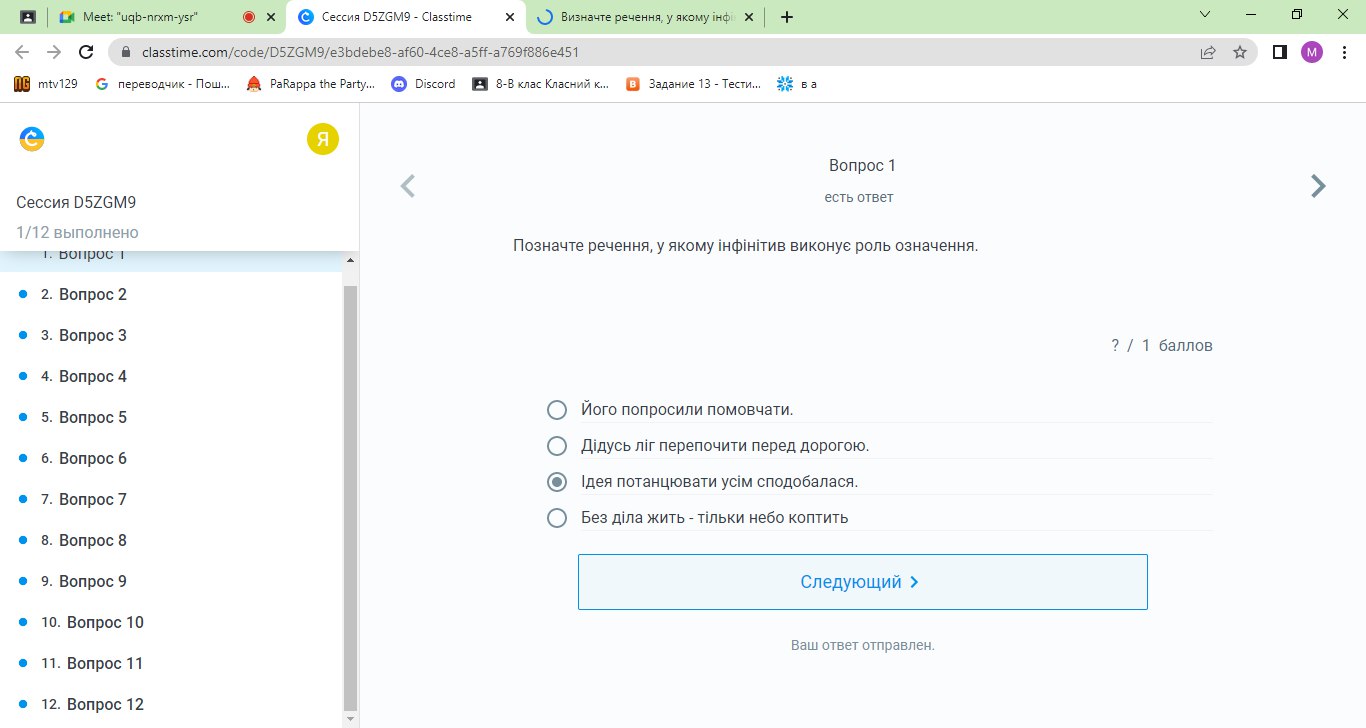 Meet: "uqb-nrxm-ysr"
Сессия D5ZGM9 - Classtime
Визначте речення, у якому інфі
classtime.com/code/D5ZGM9/e3bdebe8-af60-4ce8-a5ff-a769f886e451
M
NG mtv129
G переводчик - Пош...
PaRappa the Party...
Discord
8-В клас Класний к...
B Задание 13 - Тести...
в а
C
Я
Сессия D5ZGM9
1/12 выполнено
1. Вопрос 1
2. Вопрос 2
3. Вопрос 3
4. Вопрос 4
5. Вопрос 5
6. Вопрос 6
7. Вопрос 7
8. Вопрос 8
9. Вопрос 9
10. Вопрос 10
11. Вопрос 11
12. Вопрос 12
Вопрос 1
есть ответ
Позначте речення, у якому інфінітив виконує роль означення.
? / 1 баллов
Його попросили помовчати.
Дідусь ліг перепочити перед дорогою.
Ідея потанцювати усім сподобалася.
Без діла жить - тільки небо коптить
Следующий
Ваш ответ отправлен.